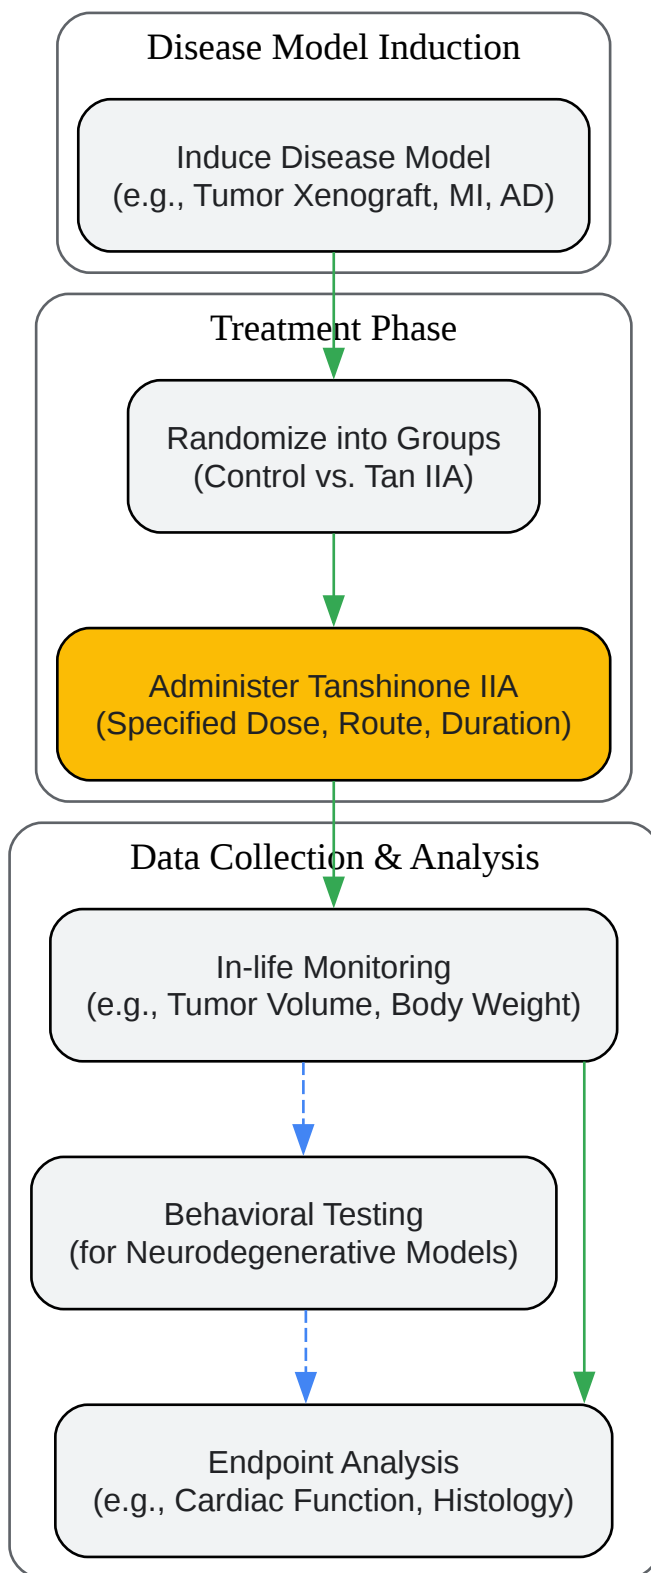 Disease Model Induction
Induce Disease Model
(e.g., Tumor Xenograft, MI, AD)
Treatment Phase
Randomize into Groups
(Control vs. Tan IIA)
Administer Tanshinone IIA
(Specified Dose, Route, Duration)
Data Collection & Analysis
In-life Monitoring
(e.g., Tumor Volume, Body Weight)
Behavioral Testing
(for Neurodegenerative Models)
Endpoint Analysis
(e.g., Cardiac Function, Histology)